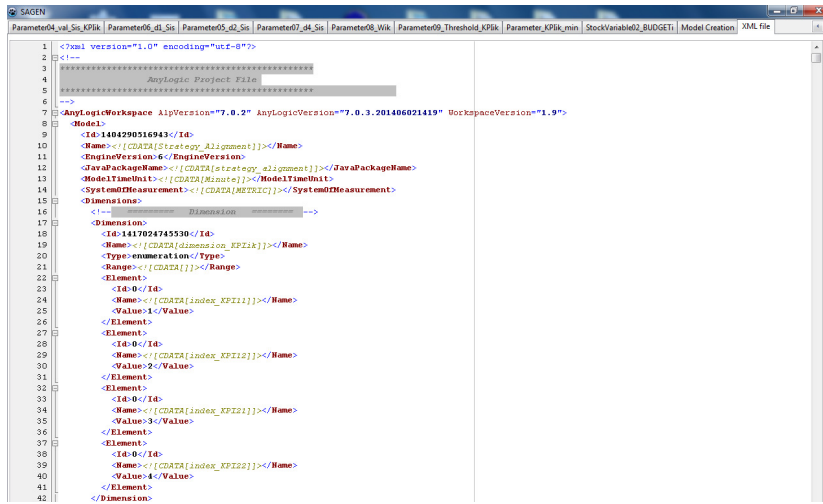 SAGEN
Parameter04_val_Sis_KPIik Parameter06_d1_Sis Parameter05_d2_Sis Parameter07_d4_Sis Parameter08_Wik Parameter09_Threshold_KPIik Parameter_KPIik_min StockVariable02_BUDGETi Model Creation XML file
1 <?xml version="1.0" encoding="utf-8"?>
2 <!--
3 *************************************************
4 AnyLogic Project File
5 *************************************************
6 -->
7 <AnyLogicWorkspace AlpVersion="7.0.2" AnyLogicVersion="7.0.3.201406021419" WorkspaceVersion="1.9">
8 <Model>
9 <Id>1404290516943</Id>
10 <Name><![CDATA[Strategy_Alignment]]></Name>
11 <EngineVersion>6</EngineVersion>
12 <JavaPackageName><![CDATA[strategy_alignment]]></JavaPackageName>
13 <ModelTimeUnit><![CDATA[Minute]]></ModelTimeUnit>
14 <SystemOfMeasurement><![CDATA[METRIC]]></SystemOfMeasurement>
15 <Dimensions>
16 <!-- ========= Dimension ======== -->
17 <Dimension>
18 <Id>1417024745530</Id>
19 <Name><![CDATA[dimension_KPIik]]></Name>
20 <Type>enumeration</Type>
21 <Range><![CDATA[]]></Range>
22 <Element>
23 <Id>0</Id>
24 <Name><![CDATA[index_KPI11]]></Name>
25 <Value>1</Value>
26 </Element>
27 <Element>
28 <Id>0</Id>
29 <Name><![CDATA[index_KPI12]]></Name>
30 <Value>2</Value>
31 </Element>
32 <Element>
33 <Id>0</Id>
34 <Name><![CDATA[index_KPI21]]></Name>
35 <Value>3</Value>
36 </Element>
37 <Element>
38 <Id>0</Id>
39 <Name><![CDATA[index_KPI22]]></Name>
40 <Value>4</Value>
41 </Element>
42 </Dimension>